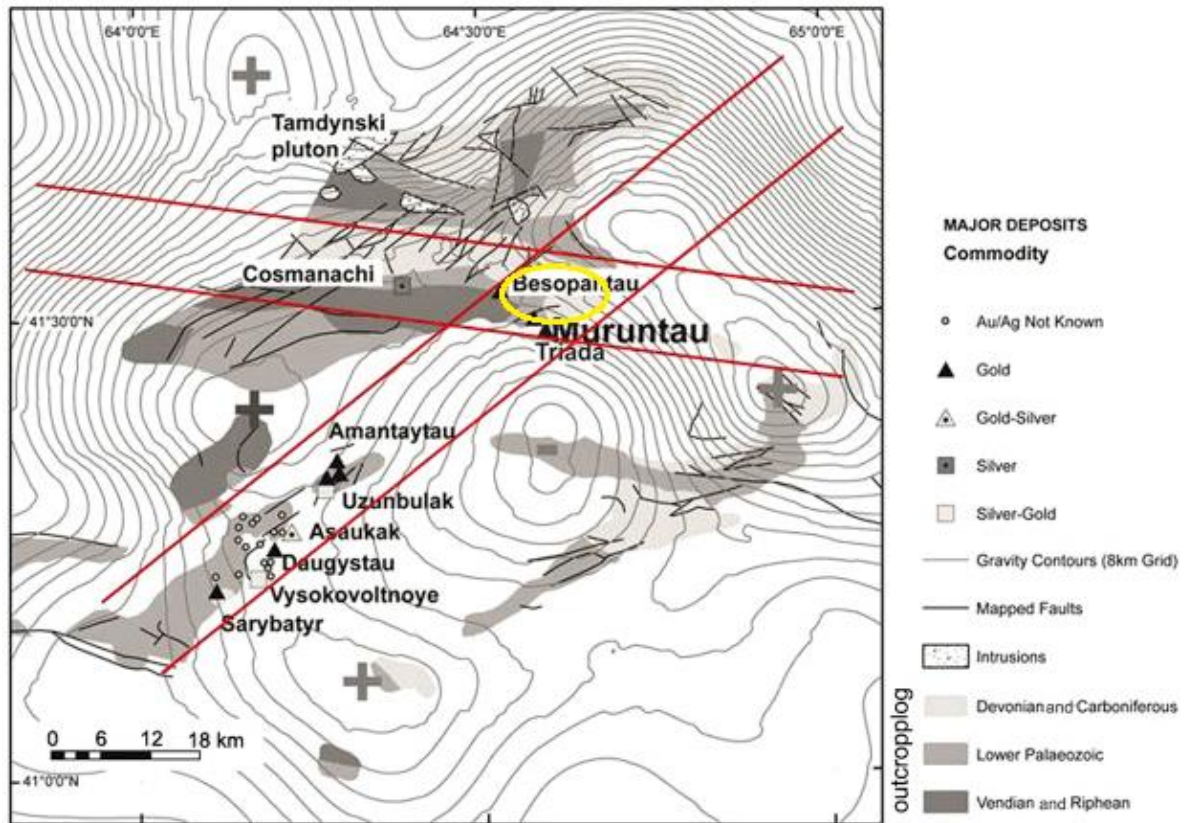 64°0'0"E
64°30'0"E
65°0'0"E
Tamdynski
pluton
Cosmanachi
Besopantau
41°30'0"N
Muruntau
Triada
Amantaytau
Uzunbulak
Asaukak
Daugystau
Vysokovoltnoye
Sarybatyr
0 6 12 18 km
41°0'0"N
MAJOR DEPOSITS
Commodity
Au/Ag Not Known
Gold
Gold-Silver
Silver
Silver-Gold
Gravity Contours (8km Grid)
Mapped Faults
Intrusions
outcropplog
Devonian and Carboniferous
Lower Palaeozoic
Vendian and Riphean